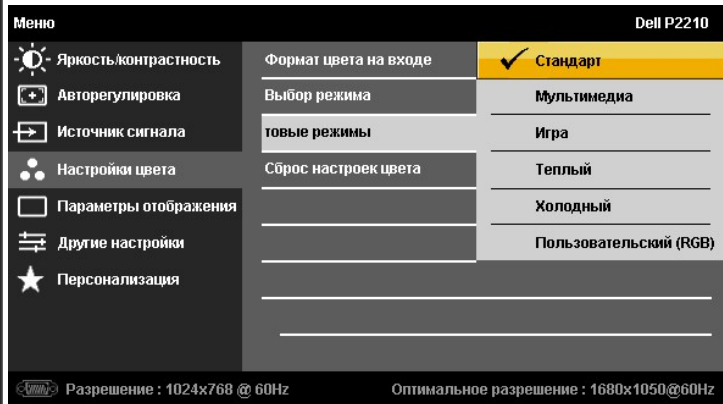 Меню
Dell P2210
Яркость/контрастность
Авторегулировка
Источник сигнала
Настройки цвета
Параметры отображения
Другие настройки
Персонализация
Формат цвета на входе
Выбор режима
товые режимы
Сброс настроек цвета
Стандарт
Мультимедиа
Игра
Теплый
Холодный
Пользовательский (RGB)
Разрешение : 1024x768 @ 60Hz
Оптимальное разрешение : 1680x1050@60Hz